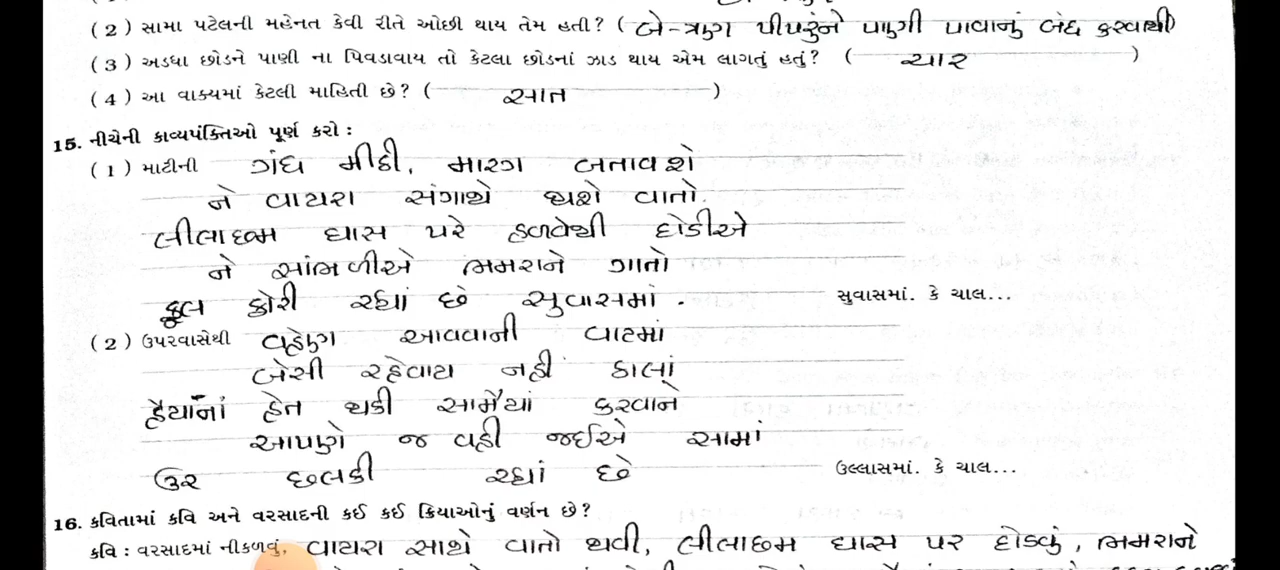 (2) સામા પટેલની મહેનત કેવી રીતે ઓછી થાય તેમ હતી? ( બે-ત્રણ પીપરુંને પાણી પાવાનું બંધ કરવાથી
(3) અડધા છોડને પાણી ના પિવડાવાય તો કેટલા છોડનાં ઝાડ થાય એમ લાગતું હતું? ( ચાર )
(4) આ વાક્યમાં કેટલી માહિતી છે? ( સાત )
15. નીચેની કાવ્યપંક્તિઓ પૂર્ણ કરો :
(1) માટીની ગંધ મીઠી, મારગ બતાવશે
ને વાયરા સંગાથે થાશે વાતો.
લીલાછમ ઘાસ પરે હળવેથી દોડીએ
ને સાંભળીએ ભમરાને ગાતો
ફૂલ ફોરી રહ્યાં છે સુવાસમાં. સુવાસમાં. કે ચાલ...
(2) ઉપરવાસેથી વહેણ આવવાની વાટમાં
બેસી રહેવાય નહી ઠાલાં
હૈયાનાં હેત થકી સામૈયાં કરવાને
આપણે જ વહી જઈએ સામાં
ઉર છલકી રહ્યાં છે ઉલ્લાસમાં. કે ચાલ...
16. કવિતામાં કવિ અને વરસાદની કઈ કઈ ક્રિયાઓનું વર્ણન છે?
કવિ : વરસાદમાં નીકળવું, વાયરા સાથે વાતો થવી, લીલાછમ ઘાસ પર દોડવું, ભમરાને